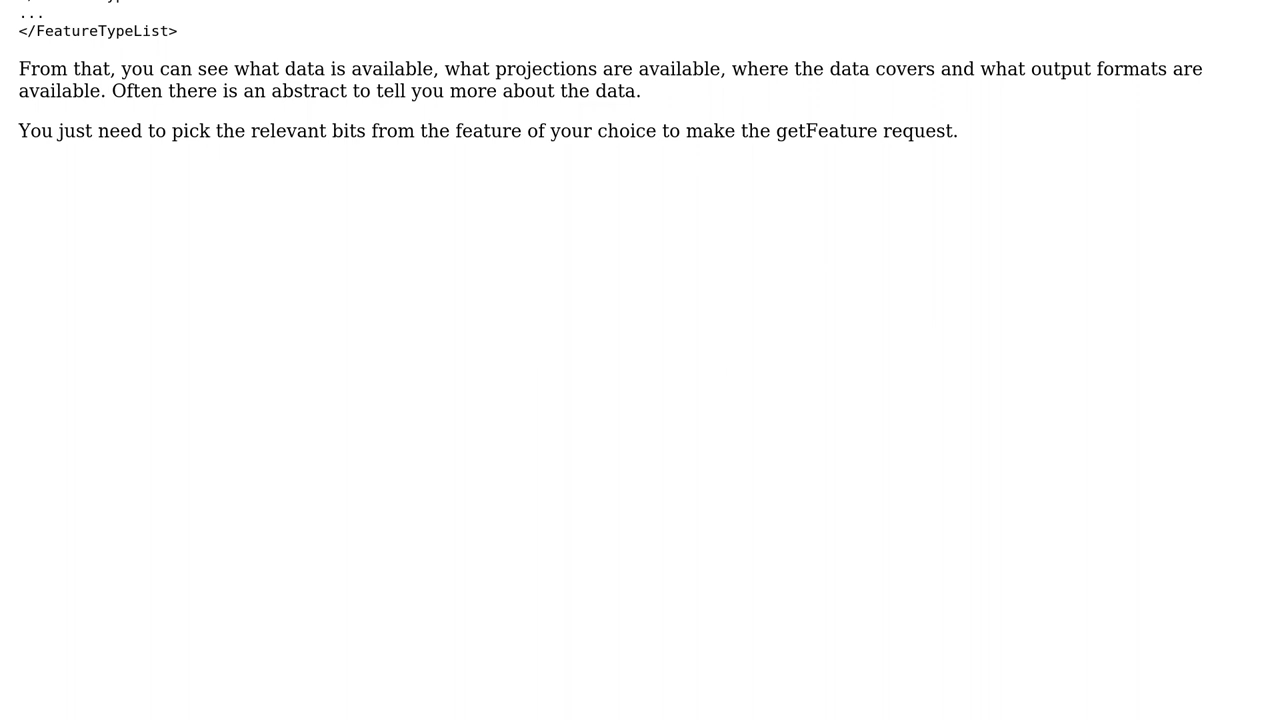 ...
</FeatureTypeList>
From that, you can see what data is available, what projections are available, where the data covers and what output formats are
available. Often there is an abstract to tell you more about the data.
You just need to pick the relevant bits from the feature of your choice to make the getFeature request.